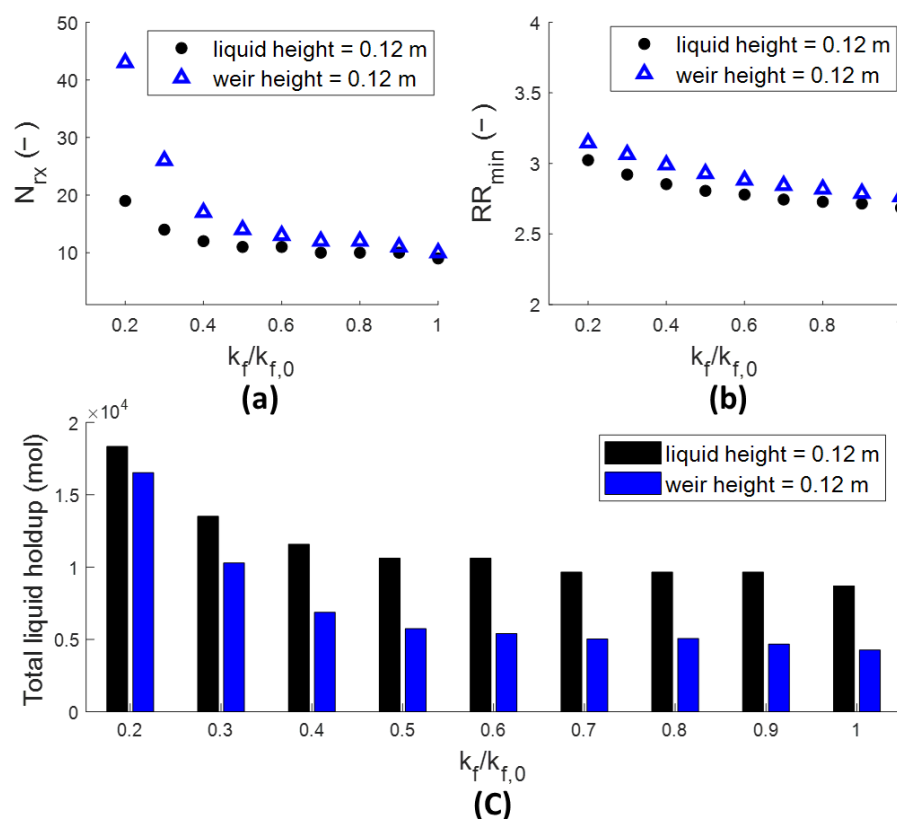 50
40
30
20
10
N_rx (-)
liquid height = 0.12 m
weir height = 0.12 m
0.2 0.4 0.6 0.8 1
k_f/k_f,0
(a)
4
3.5
3
2.5
2
RR_min (-)
liquid height = 0.12 m
weir height = 0.12 m
0.2 0.4 0.6 0.8
k_f/k_f,0
(b)
×10^4
2
1.5
1
0.5
0
Total liquid holdup (mol)
liquid height = 0.12 m
weir height = 0.12 m
0.2 0.3 0.4 0.5 0.6 0.7 0.8 0.9 1
k_f/k_f,0
(C)